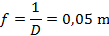 f = 1/D = 0,05 m